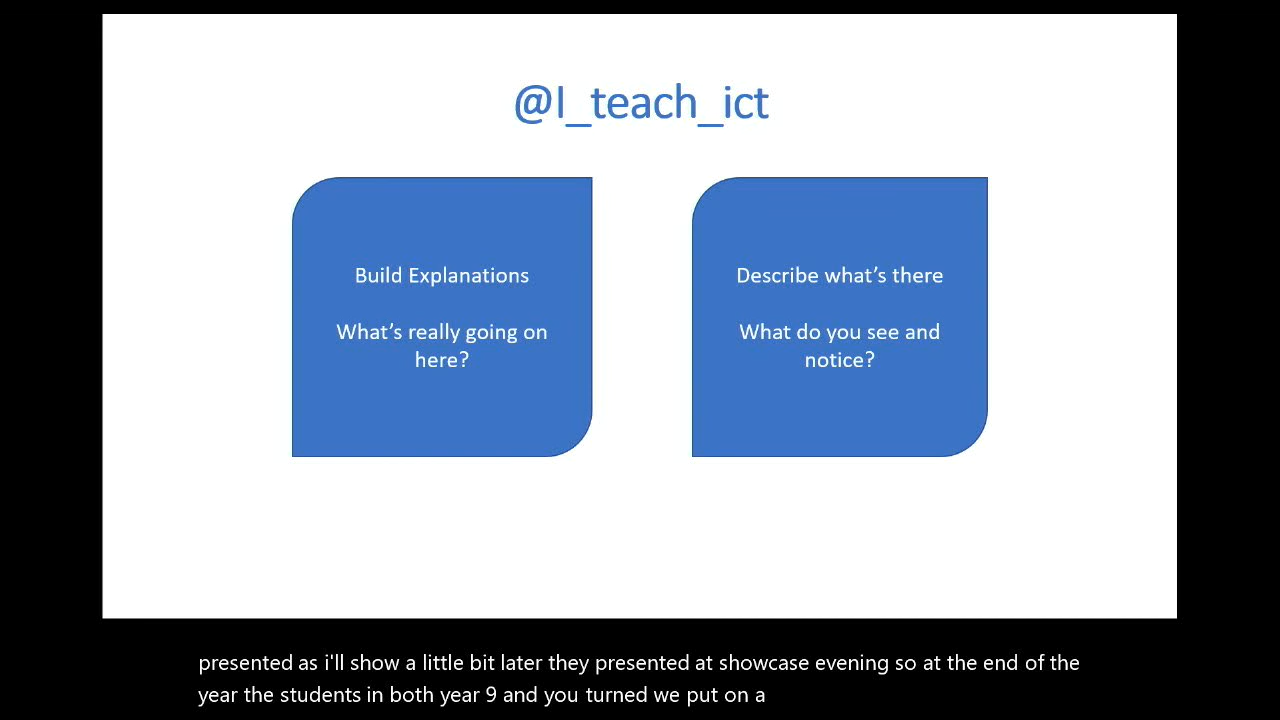 @I_teach_ict
Build Explanations
What's really going on
here?
Describe what's there
What do you see and
notice?
presented as i'll show a little bit later they presented at showcase evening so at the end of the
year the students in both year 9 and you turned we put on a